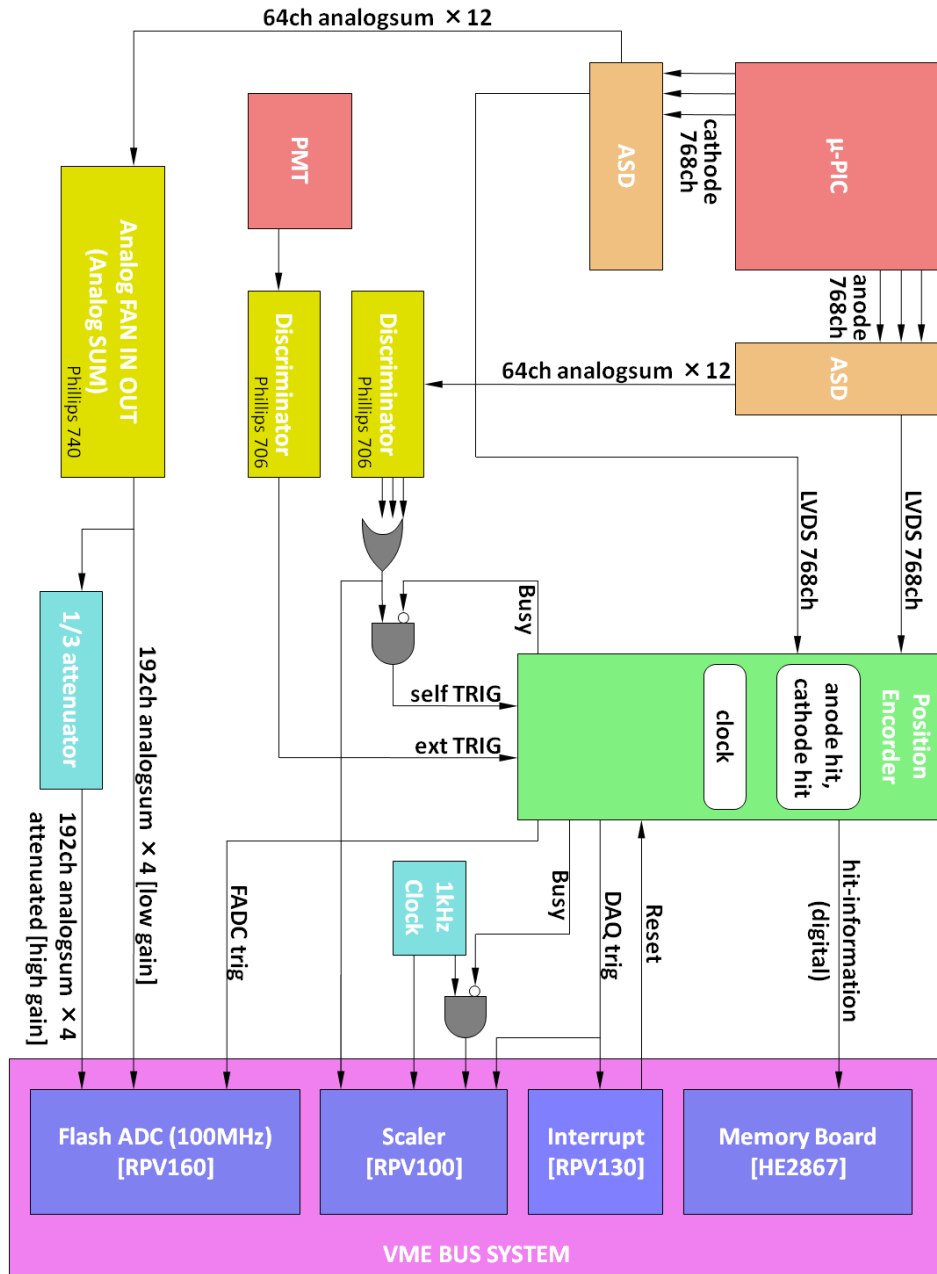 64ch analogsum ×12
μ-PIC
cathode
768ch
ASD
PMT
Analog FAN IN OUT
(Analog SUM)
Phillips 740
anode
768ch
ASD
64ch analogsum ×12
Discriminator
Phillips 706
Discriminator
Phillips 706
LVDS 768ch
LVDS 768ch
Busy
1/3 attenuator
192ch analogsum ×4 [low gain]
self TRIG
ext TRIG
Position
Encorder
anode hit,
cathode hit
clock
192ch analogsum ×4
attenuated [high gain]
FADC trig
1kHz
Clock
Busy
DAQ trig
Reset
hit-information
(digital)
Flash ADC (100MHz)
[RPV160]
Scaler
[RPV100]
Interrupt
[RPV130]
Memory Board
[HE2867]
VME BUS SYSTEM